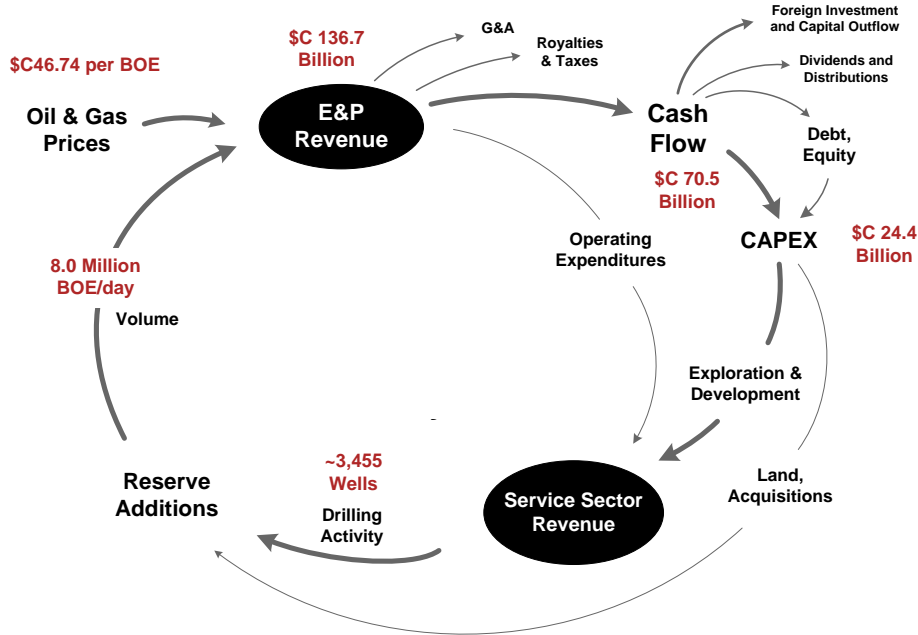 Foreign Investment
and Capital Outflow
$C 136.7
Billion
G&A
Royalties
& Taxes
$C46.74 per BOE
Dividends and
Distributions
Oil & Gas
Prices
E&P
Revenue
Cash
Flow
Debt,
Equity
$C 70.5
Billion
Operating
Expenditures
CAPEX
$C 24.4
Billion
8.0 Million
BOE/day
Volume
Exploration &
Development
~3,455
Wells
Reserve
Additions
Drilling
Activity
Service Sector
Revenue
Land,
Acquisitions